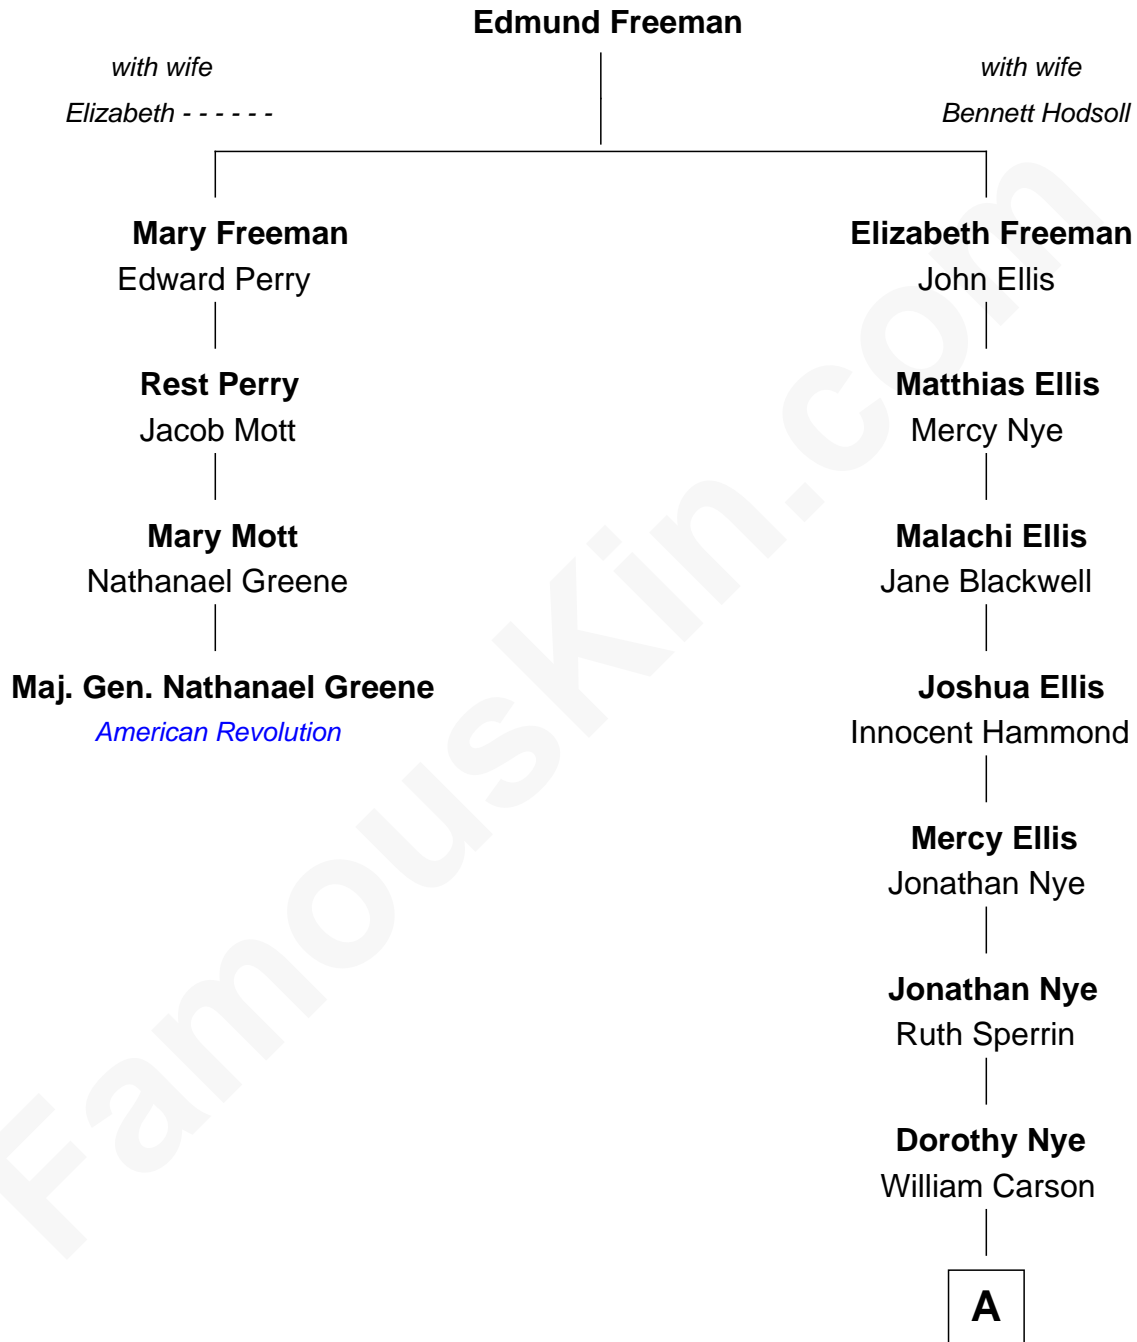 Edmund Freeman
with wife
Elizabeth - - - - - -
with wife
Bennett Hodsoll
Mary Freeman
Edward Perry
Elizabeth Freeman
John Ellis
Rest Perry
Jacob Mott
Matthias Ellis
Mercy Nye
Mary Mott
Nathanael Greene
Malachi Ellis
Jane Blackwell
Maj. Gen. Nathanael Greene
American Revolution
Joshua Ellis
Innocent Hammond
Mercy Ellis
Jonathan Nye
Jonathan Nye
Ruth Sperrin
Dorothy Nye
William Carson
A
FamousKin.com